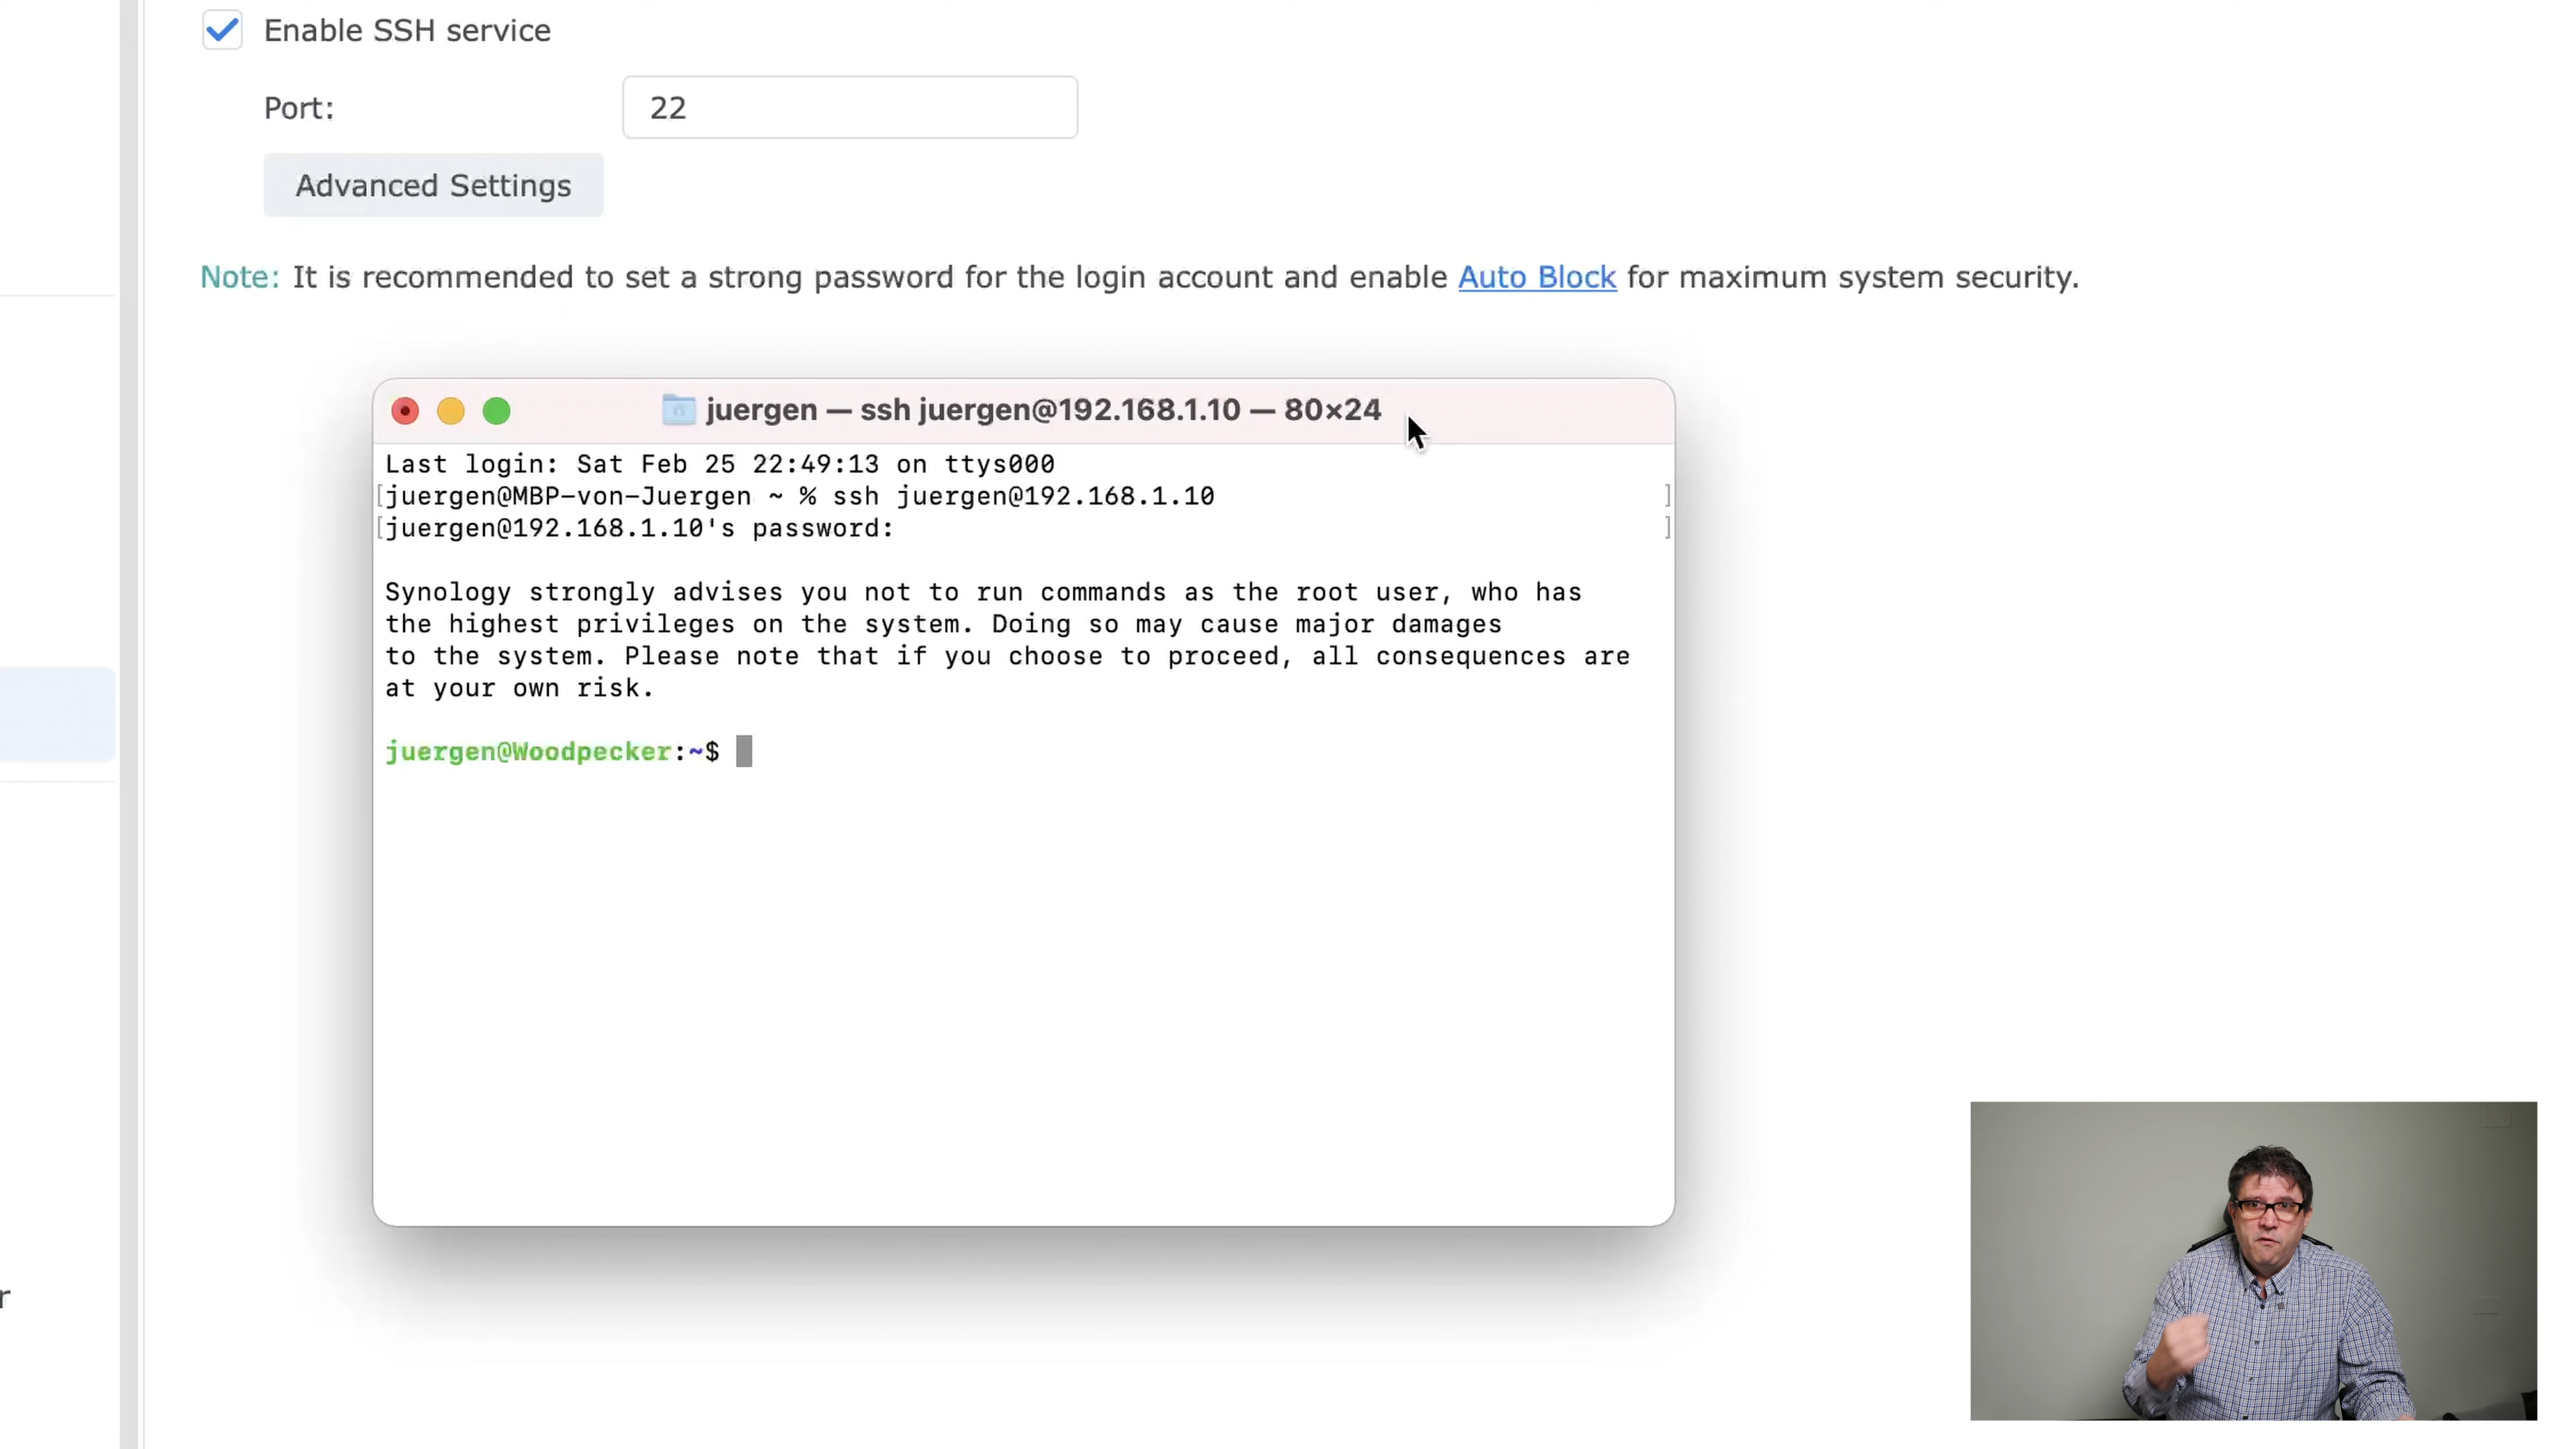 Enable SSH service
Port:
22
Advanced Settings
Note: It is recommended to set a strong password for the login account and enable Auto Block for maximum system security.
juergen — ssh juergen@192.168.1.10 — 80×24
Last login: Sat Feb 25 22:49:13 on ttys000
[juergen@MBP-von-Juergen ~ % ssh juergen@192.168.1.10 ]
[juergen@192.168.1.10's password: ]
Synology strongly advises you not to run commands as the root user, who has
the highest privileges on the system. Doing so may cause major damages
to the system. Please note that if you choose to proceed, all consequences are
at your own risk.
juergen@Woodpecker:~$
r